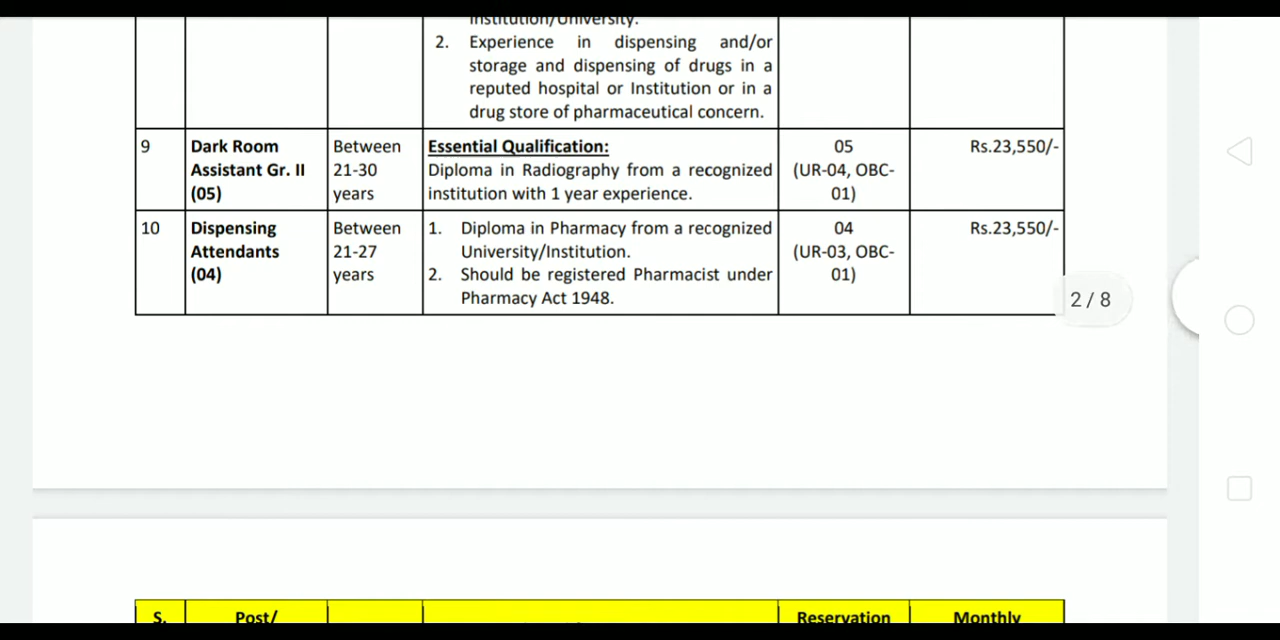 Institution/University.
2. Experience in dispensing and/or
storage and dispensing of drugs in a
reputed hospital or Institution or in a
drug store of pharmaceutical concern.
9 Dark Room Between Essential Qualification: 05 Rs.23,550/-
Assistant Gr. II 21-30 Diploma in Radiography from a recognized (UR-04, OBC-
(05) years institution with 1 year experience. 01)
10 Dispensing Between 1. Diploma in Pharmacy from a recognized 04 Rs.23,550/-
Attendants 21-27 University/Institution. (UR-03, OBC-
(04) years 2. Should be registered Pharmacist under 01)
Pharmacy Act 1948.
2 / 8
S. Post/ Reservation Monthly